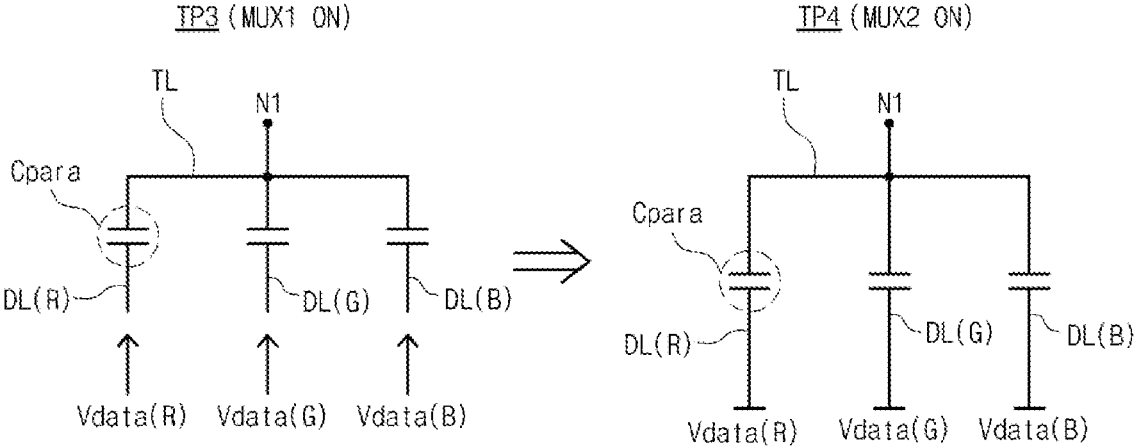 TP3 (MUX1 ON)
TL
N1
Cpara
DL(R)
DL(G)
DL(B)
Vdata(R)
Vdata(G)
Vdata(B)
TP4 (MUX2 ON)
TL
N1
Cpara
DL(R)
DL(G)
DL(B)
Vdata(R)
Vdata(G)
Vdata(B)